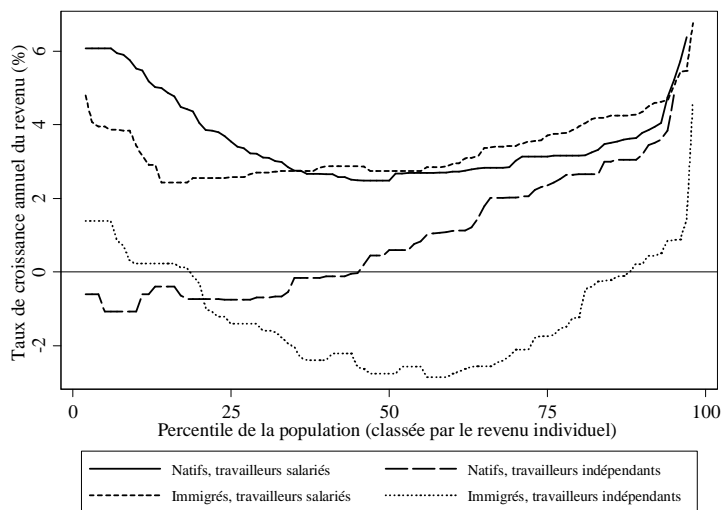 Taux de croissance annuel du revenu (%)
6
4
2
0
-2
0
25
50
75
100
Percentile de la population (classée par le revenu individuel)
Natifs, travailleurs salariés
Natifs, travailleurs indépendants
Immigrés, travailleurs salariés
Immigrés, travailleurs indépendants